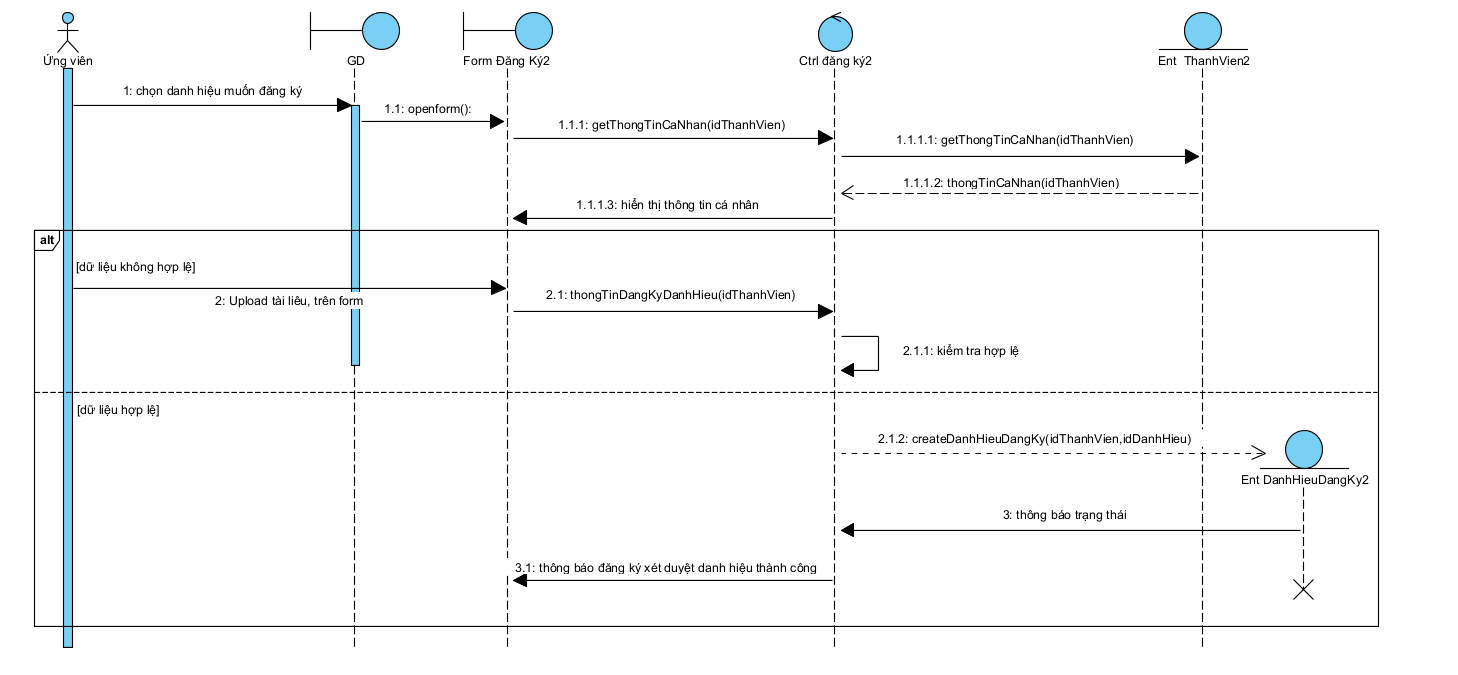 Ứng viên
GD
Form Đăng Ký2
Ctrl đăng ký2
Ent ThanhVien2
1: chọn danh hiệu muốn đăng ký
1.1: openform():
1.1.1: getThongTinCaNhan(idThanhVien)
1.1.1.1: getThongTinCaNhan(idThanhVien)
1.1.1.2: thongTinCaNhan(idThanhVien)
1.1.1.3: hiển thị thông tin cá nhân
alt
[dữ liệu không hợp lệ]
2: Upload tài liêu, trên form
2.1: thongTinDangKyDanhHieu(idThanhVien)
2.1.1: kiểm tra hợp lệ
[dữ liệu hợp lệ]
2.1.2: createDanhHieuDangKy(idThanhVien,idDanhHieu)
Ent DanhHieuDangKy2
3: thông báo trạng thái
3.1: thông báo đăng ký xét duyệt danh hiệu thành công